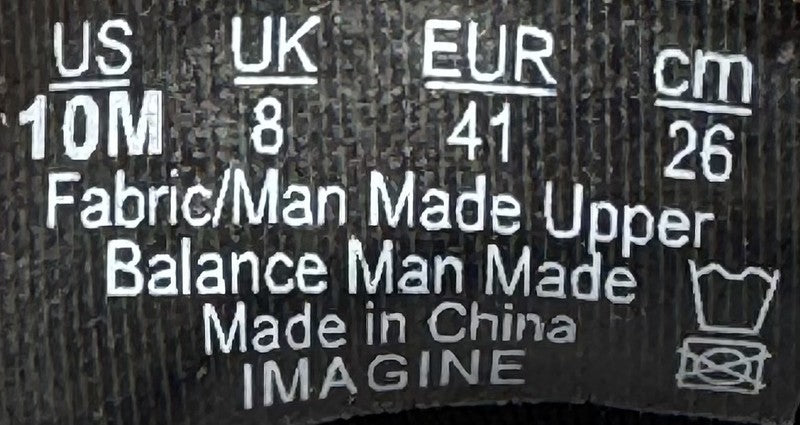 US UK EUR cm
10M 8 41 26
Fabric/Man Made Upper
Balance Man Made
Made in China
IMAGINE